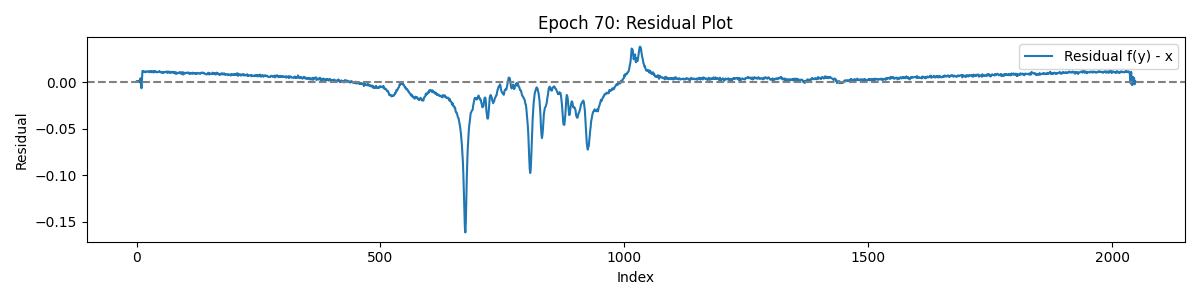 Epoch 70: Residual Plot
Residual f(y) - x
Residual
0.00
−0.05
−0.10
−0.15
0
500
1000
1500
2000
Index